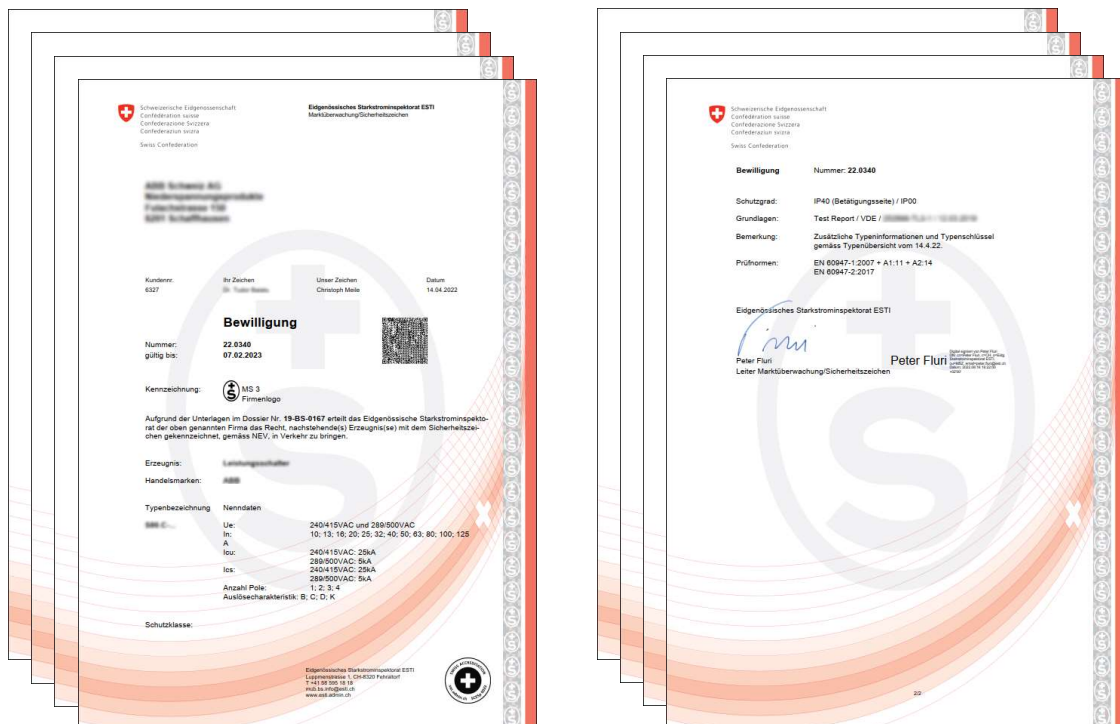 Schweizerische Eidgenossenschaft
Confédération suisse
Confederazione Svizzera
Confederaziun svizra
Swiss Confederation
Eidgenössisches Starkstrominspektorat ESTI
Marktüberwachung/Sicherheitszeichen
Kundennr. Ihr Zeichen Unser Zeichen Datum
6327 Christoph Meile 14.04.2022
Bewilligung
Nummer: 22.0340
gültig bis: 07.02.2023
Kennzeichnung: MS 3
Firmenlogo
Aufgrund der Unterlagen im Dossier Nr. 19-BS-0167 erteilt das Eidgenössische Starkstrominspekto-
rat der oben genannten Firma das Recht, nachstehende(s) Erzeugnis(se) mit dem Sicherheitszei-
chen gekennzeichnet, gemäss NEV, in Verkehr zu bringen.
Erzeugnis:
Handelsmarken:
Typenbezeichnung Nenndaten
Ue: 240/415VAC und 289/500VAC
In: 10; 13; 16; 20; 25; 32; 40; 50; 63; 80; 100; 125
A
Icu: 240/415VAC: 25kA
289/500VAC: 5kA
Ics: 240/415VAC: 25kA
289/500VAC: 5kA
Anzahl Pole: 1; 2; 3; 4
Auslösecharakteristik: B; C; D; K
Schutzklasse:
Eidgenössisches Starkstrominspektorat ESTI
Luppmenstrasse 1, CH-8320 Fehraltorf
T +41 58 595 18 18
mub.bs.info@esti.ch
www.esti.admin.ch
Schweizerische Eidgenossenschaft
Confédération suisse
Confederazione Svizzera
Confederaziun svizra
Swiss Confederation
Bewilligung Nummer: 22.0340
Schutzgrad: IP40 (Betätigungsseite) / IP00
Grundlagen: Test Report / VDE /
Bemerkung: Zusätzliche Typeninformationen und Typenschlüssel
gemäss Typenübersicht vom 14.4.22.
Prüfnormen: EN 60947-1:2007 + A1:11 + A2:14
EN 60947-2:2017
Eidgenössisches Starkstrominspektorat ESTI
Peter Fluri
Peter Fluri
Leiter Marktüberwachung/Sicherheitszeichen
2/2